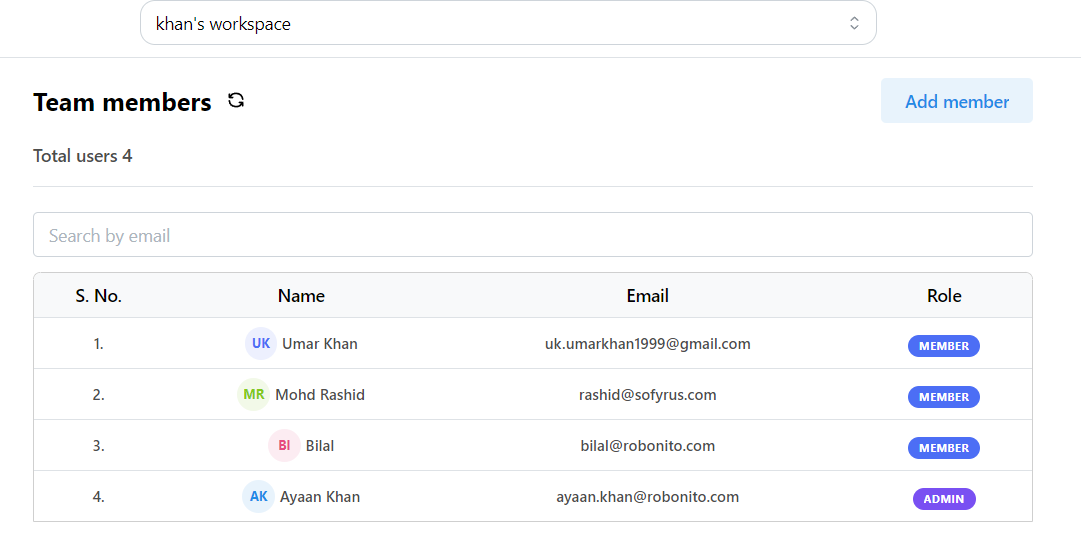 khan's workspace
Team members
Add member
Total users 4
Search by email
S. No. Name Email Role
1. UK Umar Khan uk.umarkhan1999@gmail.com MEMBER
2. MR Mohd Rashid rashid@sofyrus.com MEMBER
3. BI Bilal bilal@robonito.com MEMBER
4. AK Ayaan Khan ayaan.khan@robonito.com ADMIN